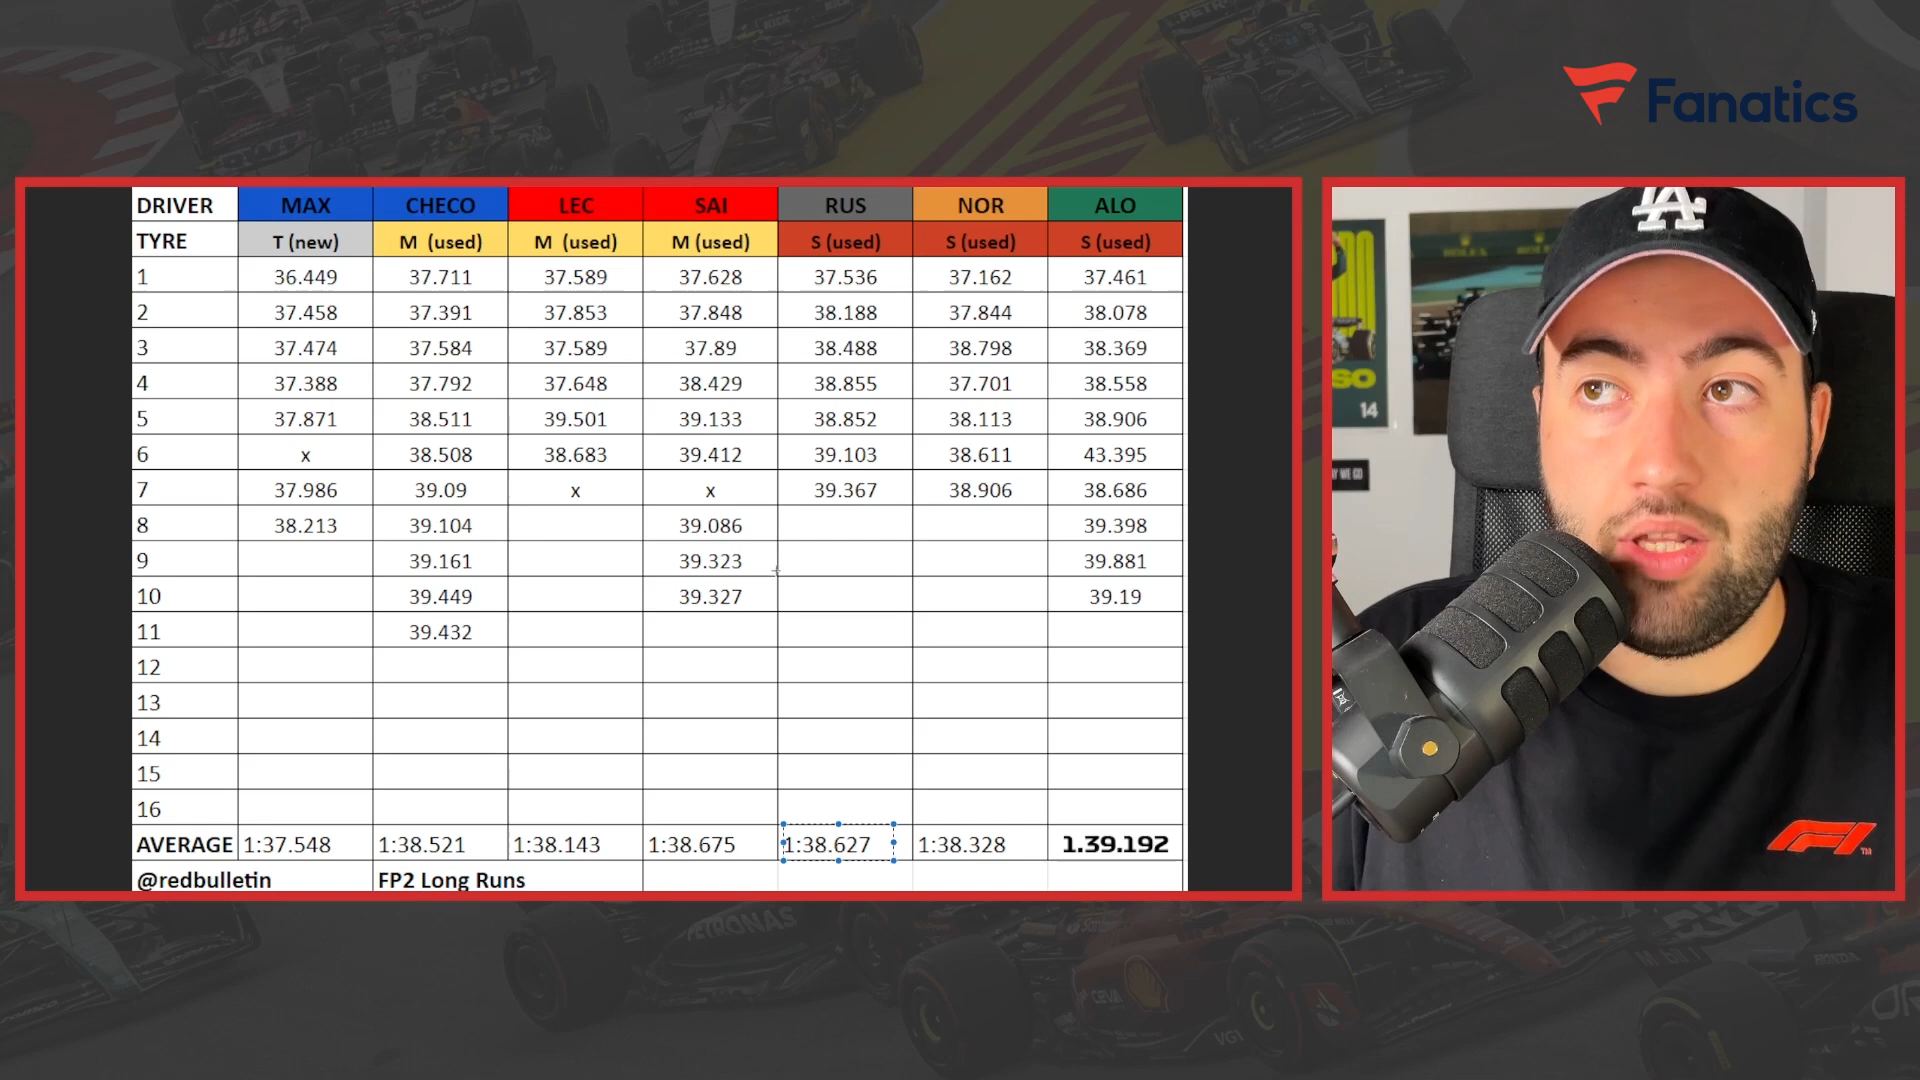 Fanatics
DRIVER MAX CHECO LEC SAI RUS NOR ALO
TYRE T (new) M (used) M (used) M (used) S (used) S (used) S (used)
1 36.449 37.711 37.589 37.628 37.536 37.162 37.461
2 37.458 37.391 37.853 37.848 38.188 37.844 38.078
3 37.474 37.584 37.589 37.89 38.488 38.798 38.369
4 37.388 37.792 37.648 38.429 38.855 37.701 38.558
5 37.871 38.511 39.501 39.133 38.852 38.113 38.906
6 x 38.508 38.683 39.412 39.103 38.611 43.395
7 37.986 39.09 x x 39.367 38.906 38.686
8 38.213 39.104 39.086 39.398
9 39.161 39.323 39.881
10 39.449 39.327 39.19
11 39.432
12
13
14
15
16
AVERAGE 1:37.548 1:38.521 1:38.143 1:38.675 1:38.627 1:38.328 1.39.192
@redbulletin FP2 Long Runs
LA
14
F1
PETRONAS